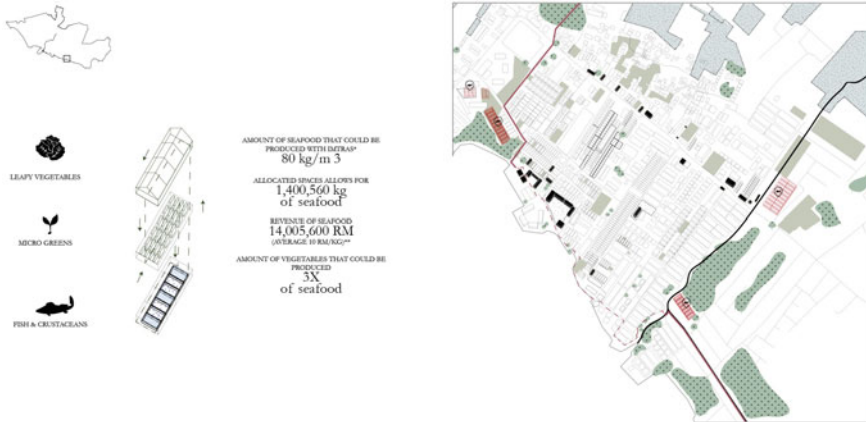 LEAFY VEGETABLES
MICRO GREENS
FISH & CRUSTACEANS
AMOUNT OF SEAFOOD THAT COULD BE
PRODUCED WITH IMTRAS*
80 kg/m 3
ALLOCATED SPACES ALLOWS FOR
1,400,560 kg
of seafood
REVENUE OF SEAFOOD
14,005,600 RM
(AVERAGE 10 RM/KG)**
AMOUNT OF VEGETABLES THAT COULD BE
PRODUCED
3X
of seafood